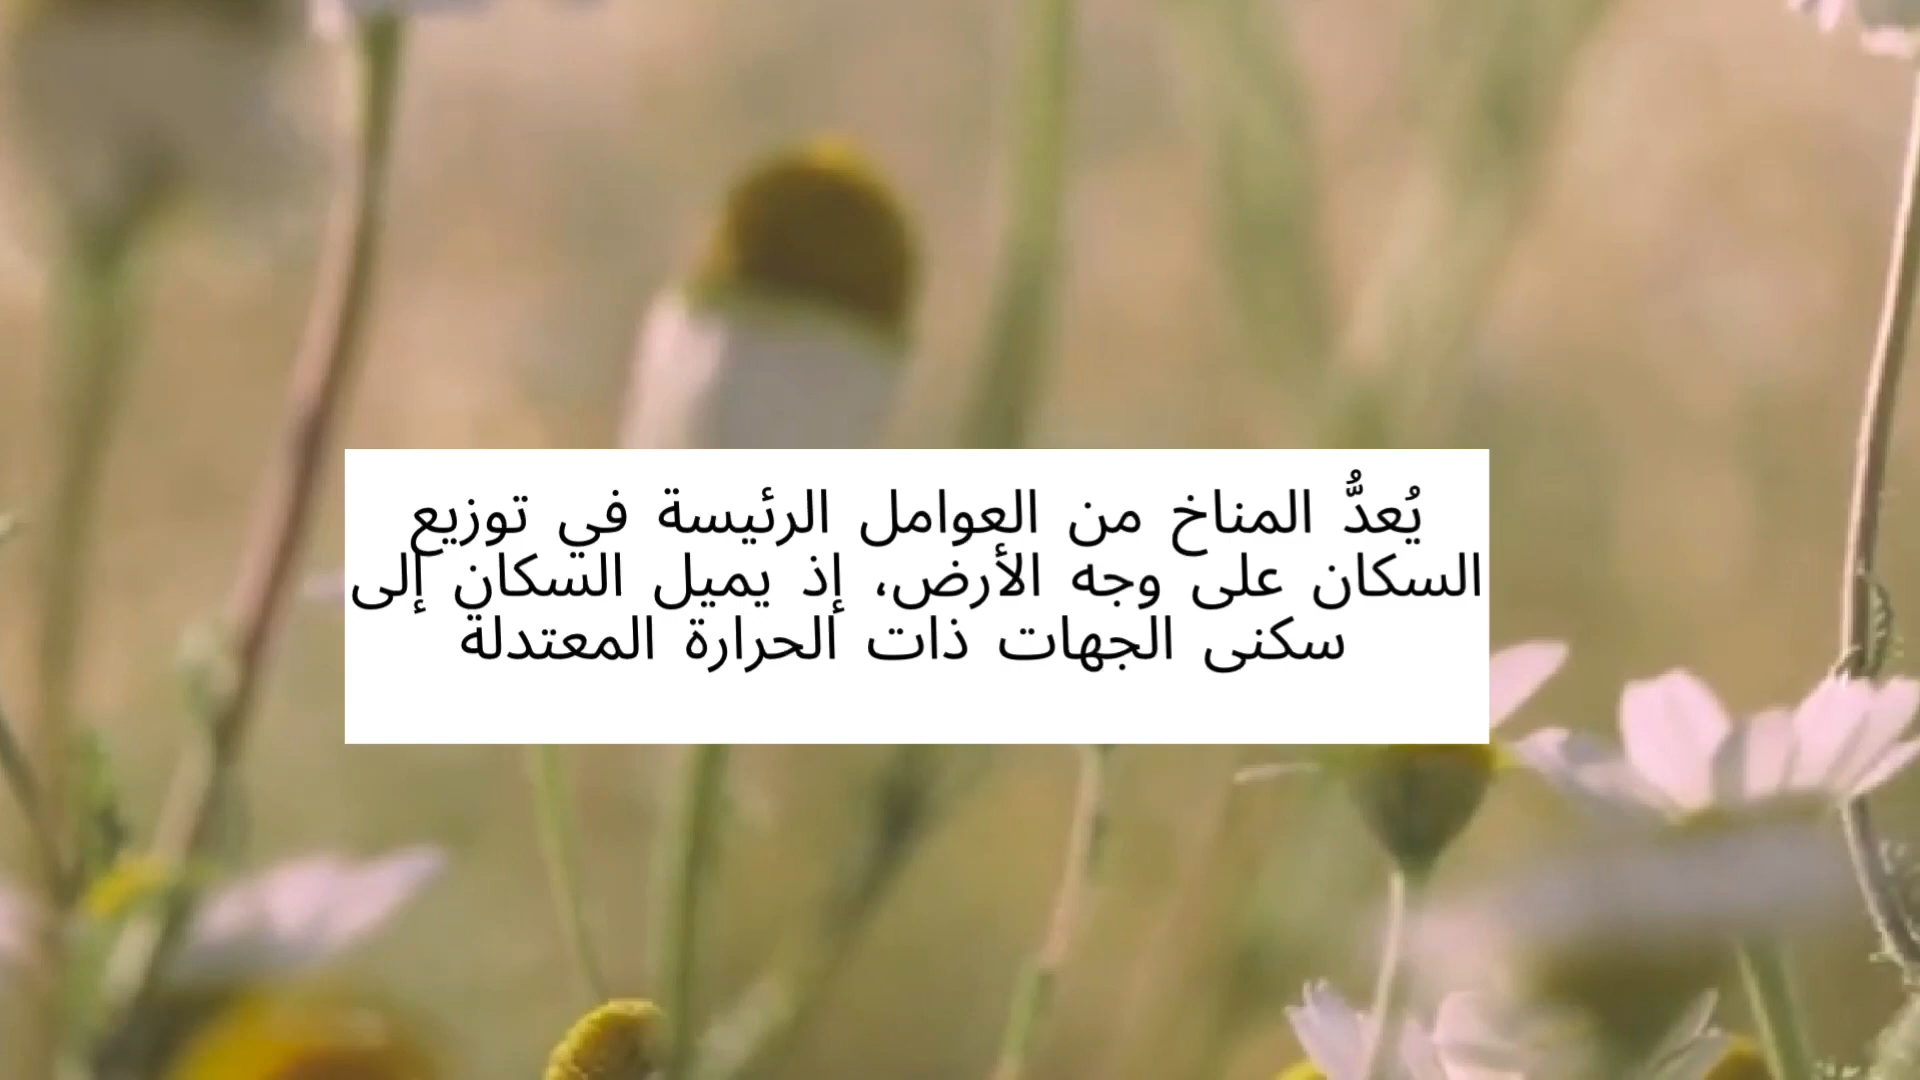 يُعدُّ المناخ من العوامل الرئيسة في توزيع
السكان على وجه الأرض، إذ يميل السكان إلى
سكنى الجهات ذات الحرارة المعتدلة